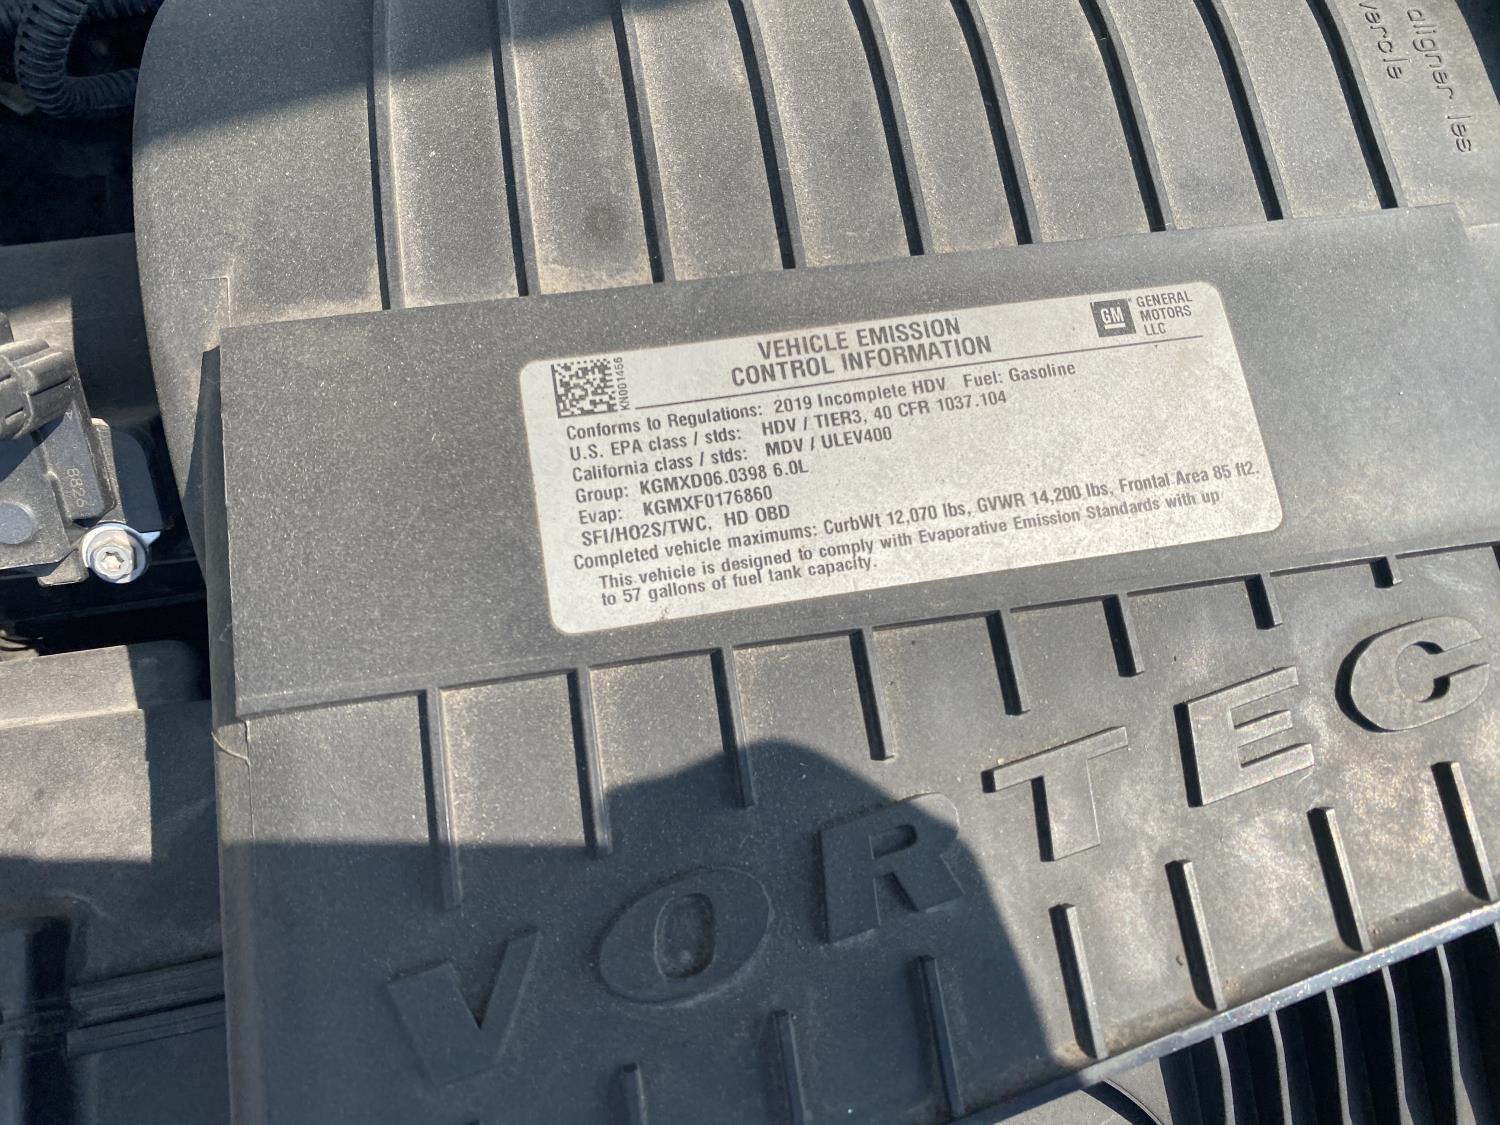 aligner les
GM
GENERAL
MOTORS
LLC
VEHICLE EMISSION
CONTROL INFORMATION
KN001456
Conforms to Regulations: 2019 Incomplete HDV Fuel: Gasoline
U.S. EPA class / stds: HDV / TIER3, 40 CFR 1037.104
California class / stds: MDV / ULEV400
Group: KGMXD06.0398 6.0L
Evap: KGMXF0176860
SFI/HO2S/TWC, HD OBD
Completed vehicle maximums: CurbWt 12,070 lbs, GVWR 14,200 lbs, Frontal Area 85 ft2.
This vehicle is designed to comply with Evaporative Emission Standards with up
to 57 gallons of fuel tank capacity.
VORTEC